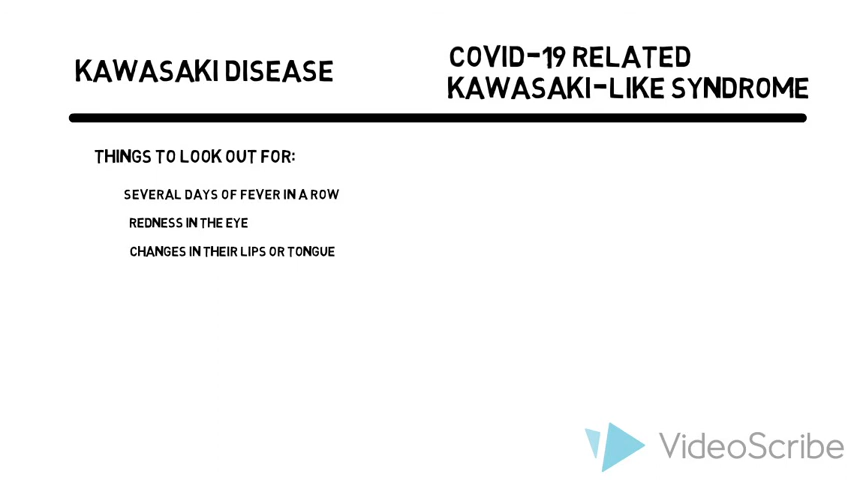 KAWASAKI DISEASE
COVID-19 RELATED
KAWASAKI-LIKE SYNDROME
THINGS TO LOOK OUT FOR:
SEVERAL DAYS OF FEVER IN A ROW
REDNESS IN THE EYE
CHANGES IN THEIR LIPS OR TONGUE
VideoScribe